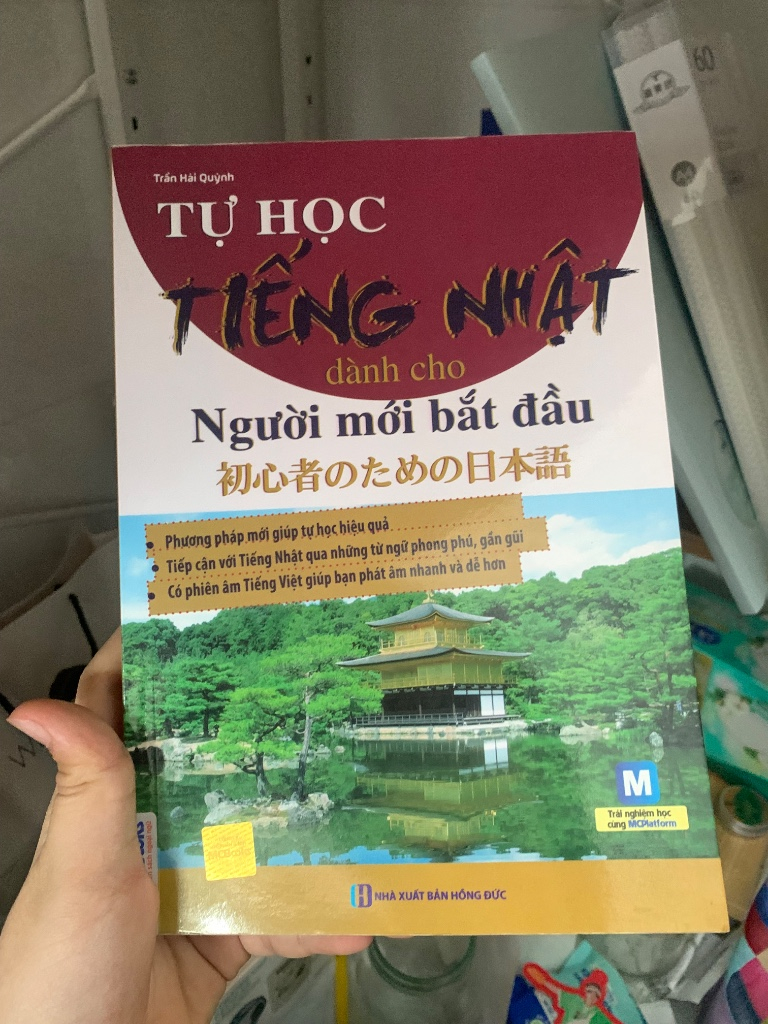 Trần Hải Quỳnh
TỰ HỌC
TIẾNG NHẬT
dành cho
Người mới bắt đầu
初心者のための日本語
Phương pháp mới giúp tự học hiệu quả
Tiếp cận với Tiếng Nhật qua những từ ngữ phong phú, gần gũi
Có phiên âm Tiếng Việt giúp bạn phát âm nhanh và dễ hơn
M
Trải nghiệm học
cùng MCPlatform
NHÀ XUẤT BẢN HỒNG ĐỨC
60